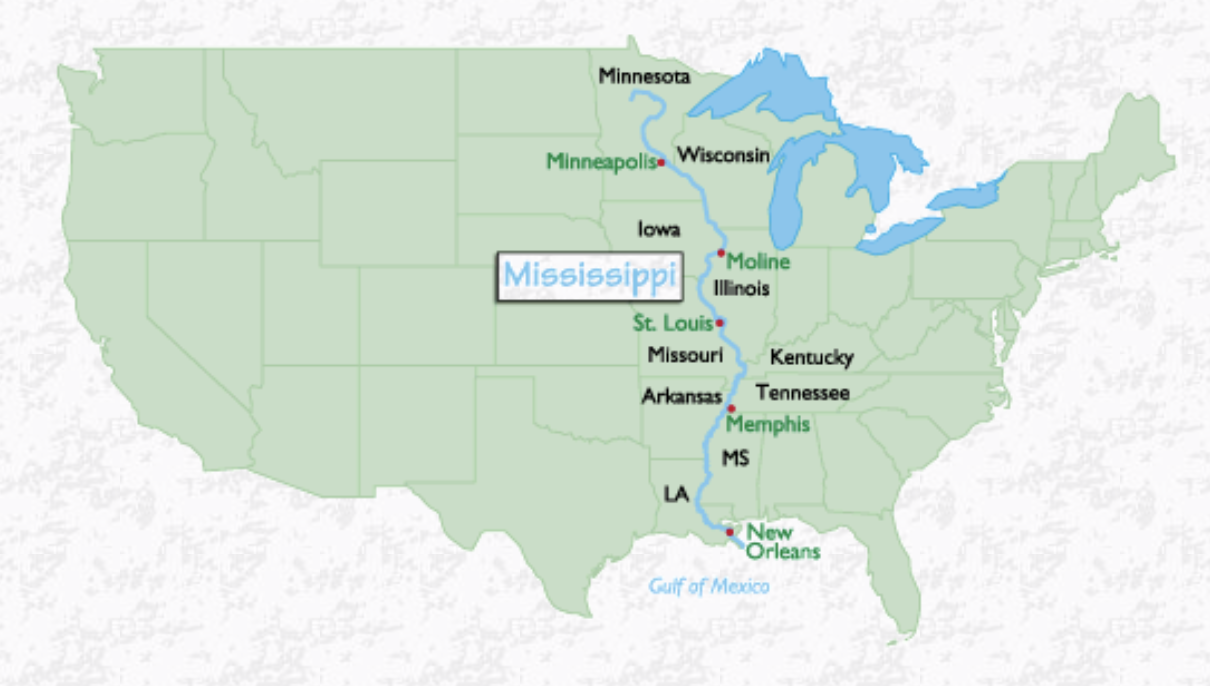 Minnesota
Minneapolis
Wisconsin
Iowa
Moline
Mississippi
Illinois
St. Louis
Missouri
Kentucky
Arkansas
Tennessee
Memphis
MS
LA
New
Orleans
Gulf of Mexico